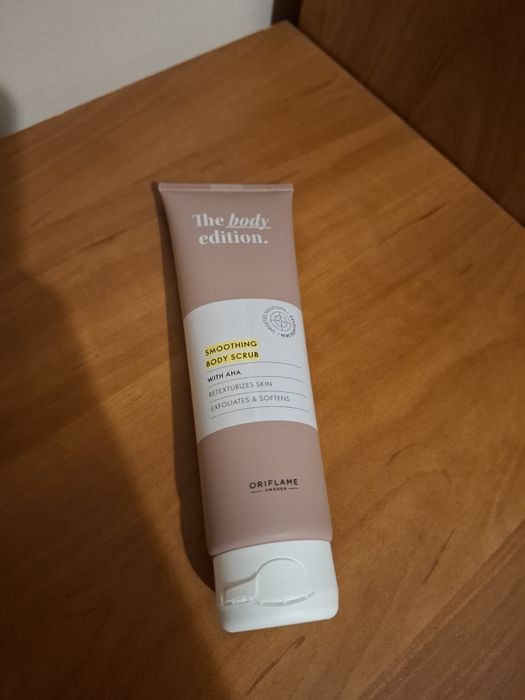 The body
edition.
SMOOTHING
BODY SCRUB
WITH AHA
RETEXTURIZES SKIN
EXFOLIATES & SOFTENS
ORIFLAME
SWEDEN